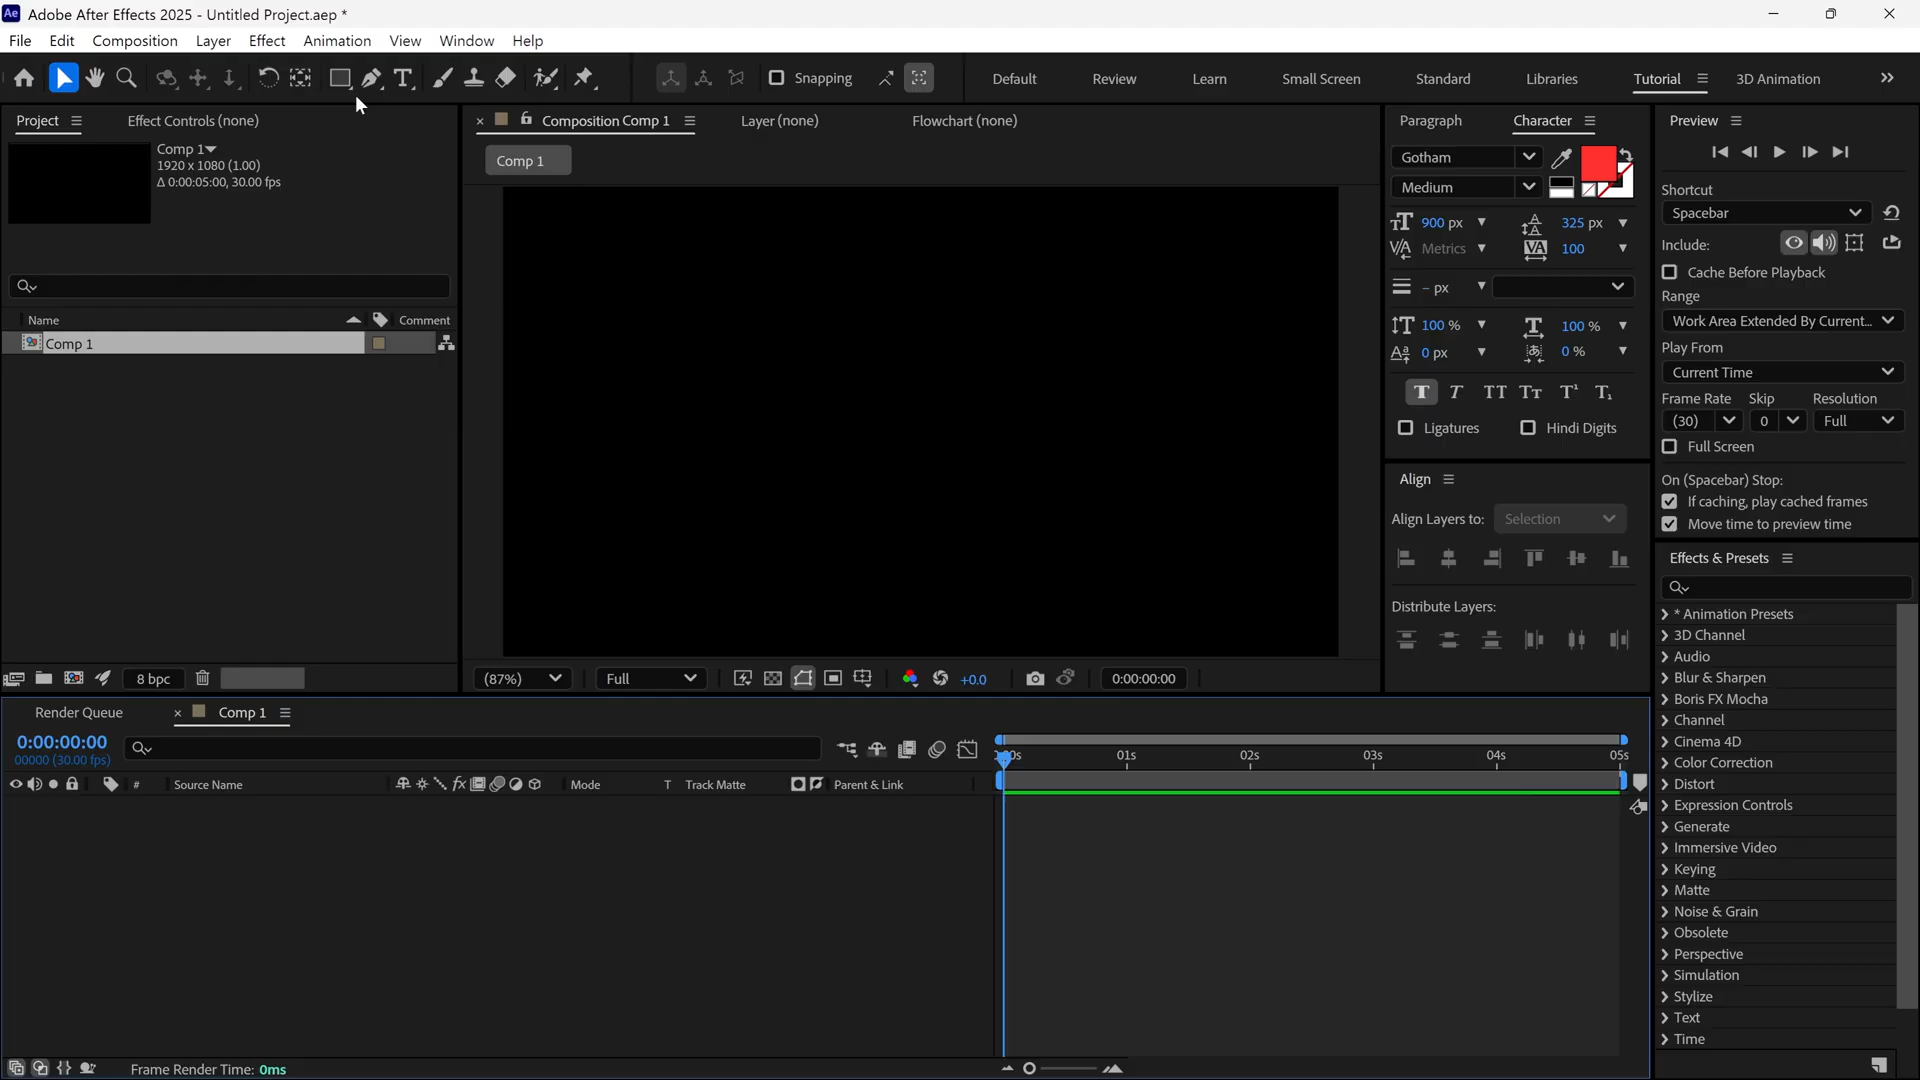 Ae Adobe After Effects 2025 - Untitled Project.aep *
File Edit Composition Layer Effect Animation View Window Help
Snapping Default Review Learn Small Screen Standard Libraries Tutorial 3D Animation
Project Effect Controls (none)
Comp 1
1920 x 1080 (1.00)
Δ 0:00:05:00, 30.00 fps
Name Comment
Comp 1
8 bpc
Composition Comp 1 Layer (none) Flowchart (none)
Comp 1
(87%) Full +0.0 0:00:00:00
Paragraph Character
Gotham
Medium
900 px 325 px
Metrics 100
- px
100 % 100 %
0 px 0 %
Ligatures Hindi Digits
Align
Align Layers to: Selection
Distribute Layers:
Preview
Shortcut
Spacebar
Include:
Cache Before Playback
Range
Work Area Extended By Current...
Play From
Current Time
Frame Rate Skip Resolution
(30) 0 Full
Full Screen
On (Spacebar) Stop:
If caching, play cached frames
Move time to preview time
Effects & Presets
* Animation Presets
3D Channel
Audio
Blur & Sharpen
Boris FX Mocha
Channel
Cinema 4D
Color Correction
Distort
Expression Controls
Generate
Immersive Video
Keying
Matte
Noise & Grain
Obsolete
Perspective
Simulation
Stylize
Text
Time
Render Queue Comp 1
0:00:00:00
00000 (30.00 fps)
# Source Name Mode T Track Matte Parent & Link
01s 02s 03s 04s 05s
Frame Render Time: 0ms